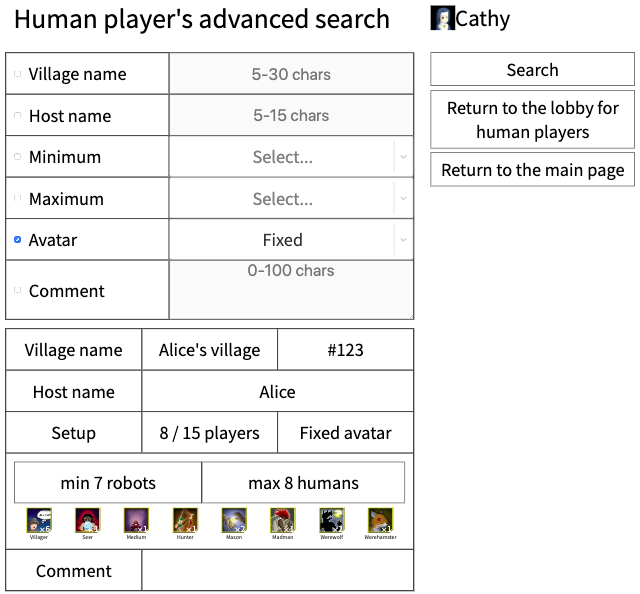 Human player's advanced search
Cathy
Village name
5-30 chars
Host name
5-15 chars
Minimum
Select...
Maximum
Select...
Avatar
Fixed
Comment
0-100 chars
Search
Return to the lobby for
human players
Return to the main page
Village name
Alice's village
#123
Host name
Alice
Setup
8 / 15 players
Fixed avatar
min 7 robots
max 8 humans
x6
x1
x1
x1
x2
x1
x2
x1
Villager
Seer
Medium
Hunter
Mason
Madman
Werewolf
Werehamster
Comment